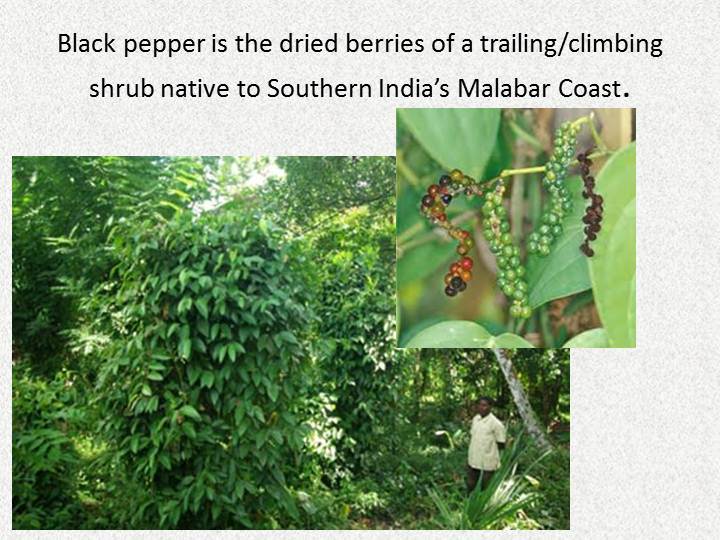 Black pepper is the dried berries of a trailing/climbing
shrub native to Southern India’s Malabar Coast.